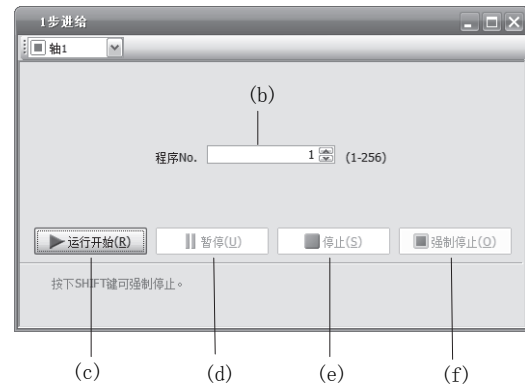 1步进给
轴1
(b)
程序No. 1 (1-256)
运行开始(R) 暂停(U) 停止(S) 强制停止(O)
按下SHIFT键可强制停止。
(c) (d) (e) (f)